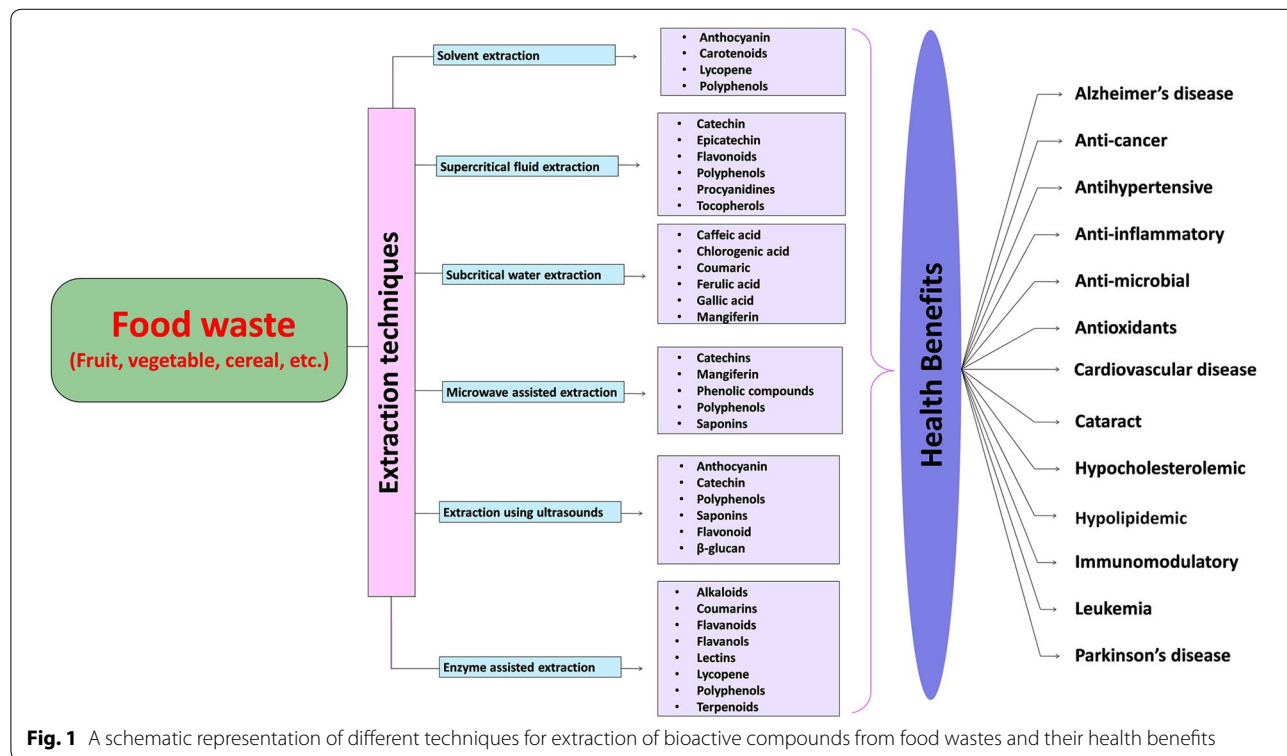 Food waste
(Fruit, vegetable, cereal, etc.)
Extraction techniques
Solvent extraction
• Anthocyanin
• Carotenoids
• Lycopene
• Polyphenols
Supercritical fluid extraction
• Catechin
• Epicatechin
• Flavonoids
• Polyphenols
• Procyanidines
• Tocopherols
Subcritical water extraction
• Caffeic acid
• Chlorogenic acid
• Coumaric
• Ferulic acid
• Gallic acid
• Mangiferin
Microwave assisted extraction
• Catechins
• Mangiferin
• Phenolic compounds
• Polyphenols
• Saponins
Extraction using ultrasounds
• Anthocyanin
• Catechin
• Polyphenols
• Saponins
• Flavonoid
• β-glucan
Enzyme assisted extraction
• Alkaloids
• Coumarins
• Flavanoids
• Flavanols
• Lectins
• Lycopene
• Polyphenols
• Terpenoids
Health Benefits
Alzheimer's disease
Anti-cancer
Antihypertensive
Anti-inflammatory
Anti-microbial
Antioxidants
Cardiovascular disease
Cataract
Hypocholesterolemic
Hypolipidemic
Immunomodulatory
Leukemia
Parkinson's disease
Fig. 1 A schematic representation of different techniques for extraction of bioactive compounds from food wastes and their health benefits